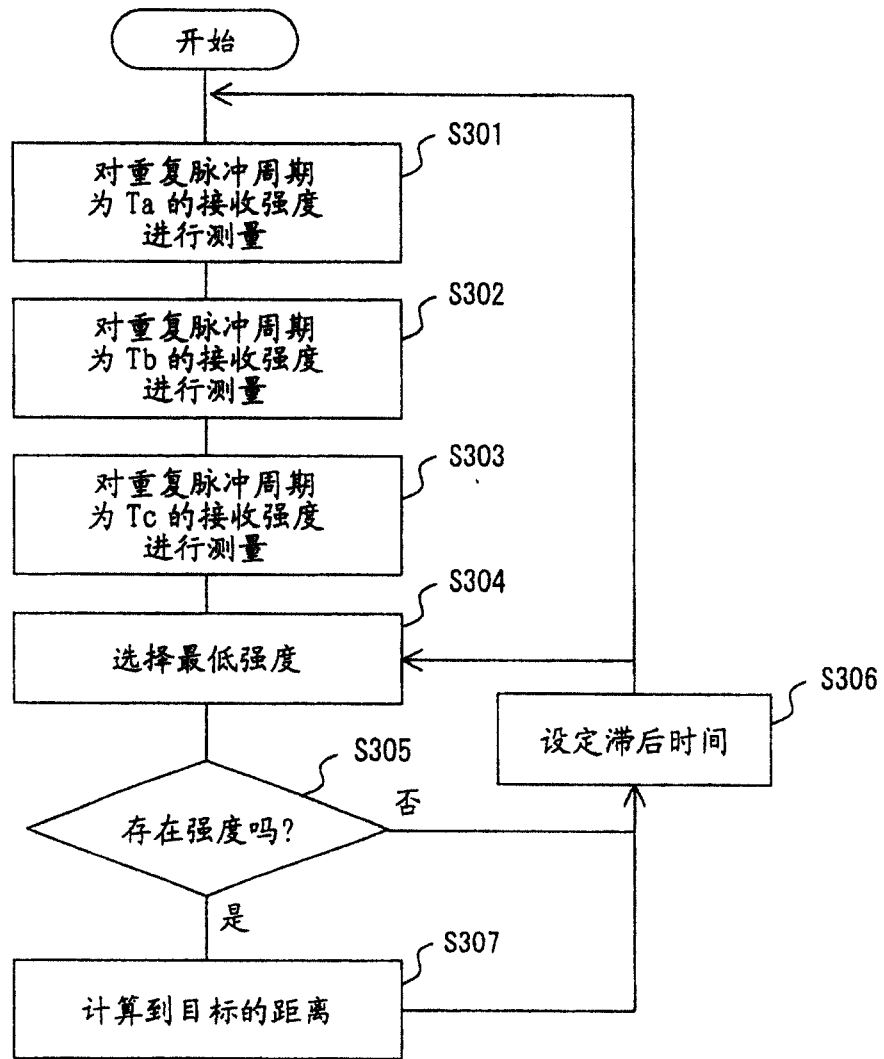 开始
S301
对重复脉冲周期
为 Ta 的接收强度
进行测量
S302
对重复脉冲周期
为 Tb 的接收强度
进行测量
S303
对重复脉冲周期
为 Tc 的接收强度
进行测量
S304
选择最低强度
S306
设定滞后时间
S305
存在强度吗?
否
是
S307
计算到目标的距离